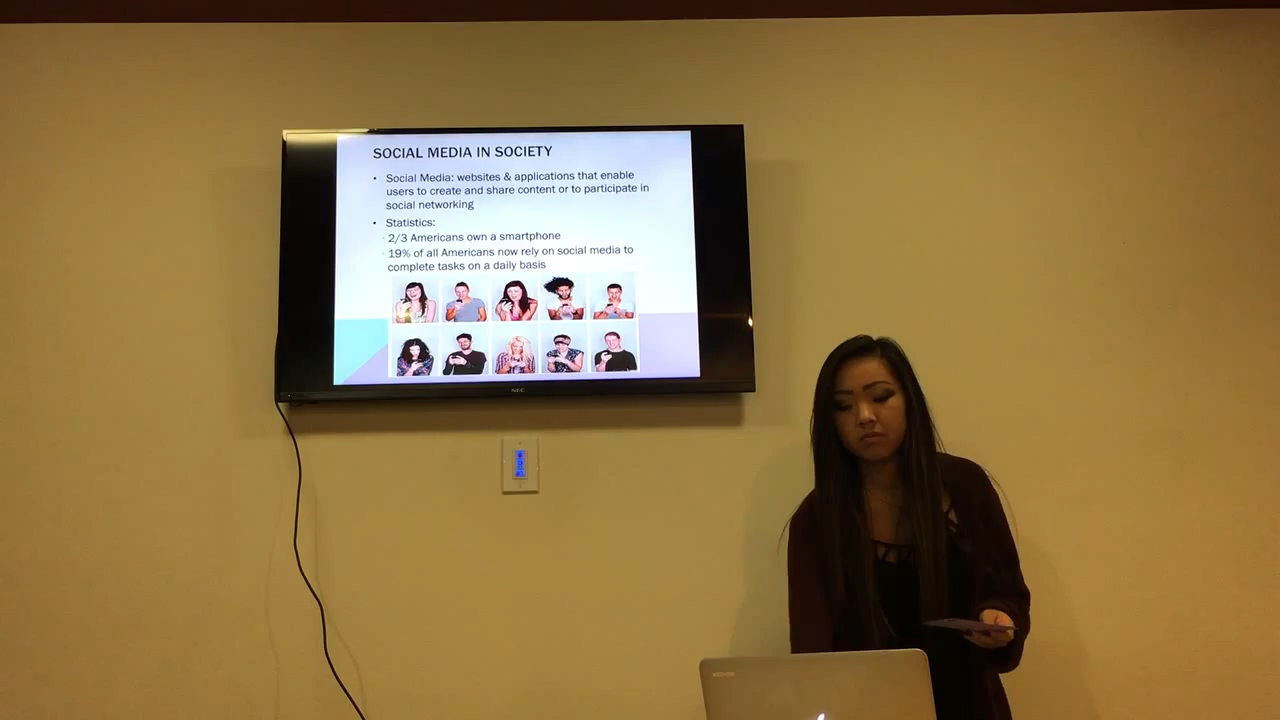 SOCIAL MEDIA IN SOCIETY
• Social Media: websites & applications that enable
users to create and share content or to participate in
social networking
• Statistics:
· 2/3 Americans own a smartphone
· 19% of all Americans now rely on social media to
complete tasks on a daily basis
NEC